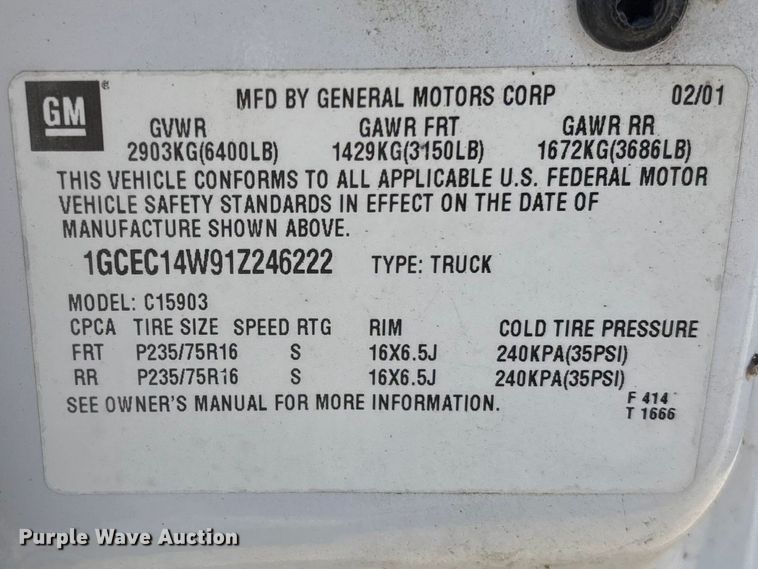 GM ® MFD BY GENERAL MOTORS CORP 02/01
GVWR GAWR FRT GAWR RR
2903KG(6400LB) 1429KG(3150LB) 1672KG(3686LB)
THIS VEHICLE CONFORMS TO ALL APPLICABLE U.S. FEDERAL MOTOR
VEHICLE SAFETY STANDARDS IN EFFECT ON THE DATE OF
MANUFACTURE SHOWN ABOVE.
1GCEC14W91Z246222 TYPE: TRUCK
MODEL: C15903
CPCA TIRE SIZE SPEED RTG RIM COLD TIRE PRESSURE
FRT P235/75R16 S 16X6.5J 240KPA(35PSI)
RR P235/75R16 S 16X6.5J 240KPA(35PSI)
SEE OWNER'S MANUAL FOR MORE INFORMATION. F 414
T 1666
Purple Wave Auction